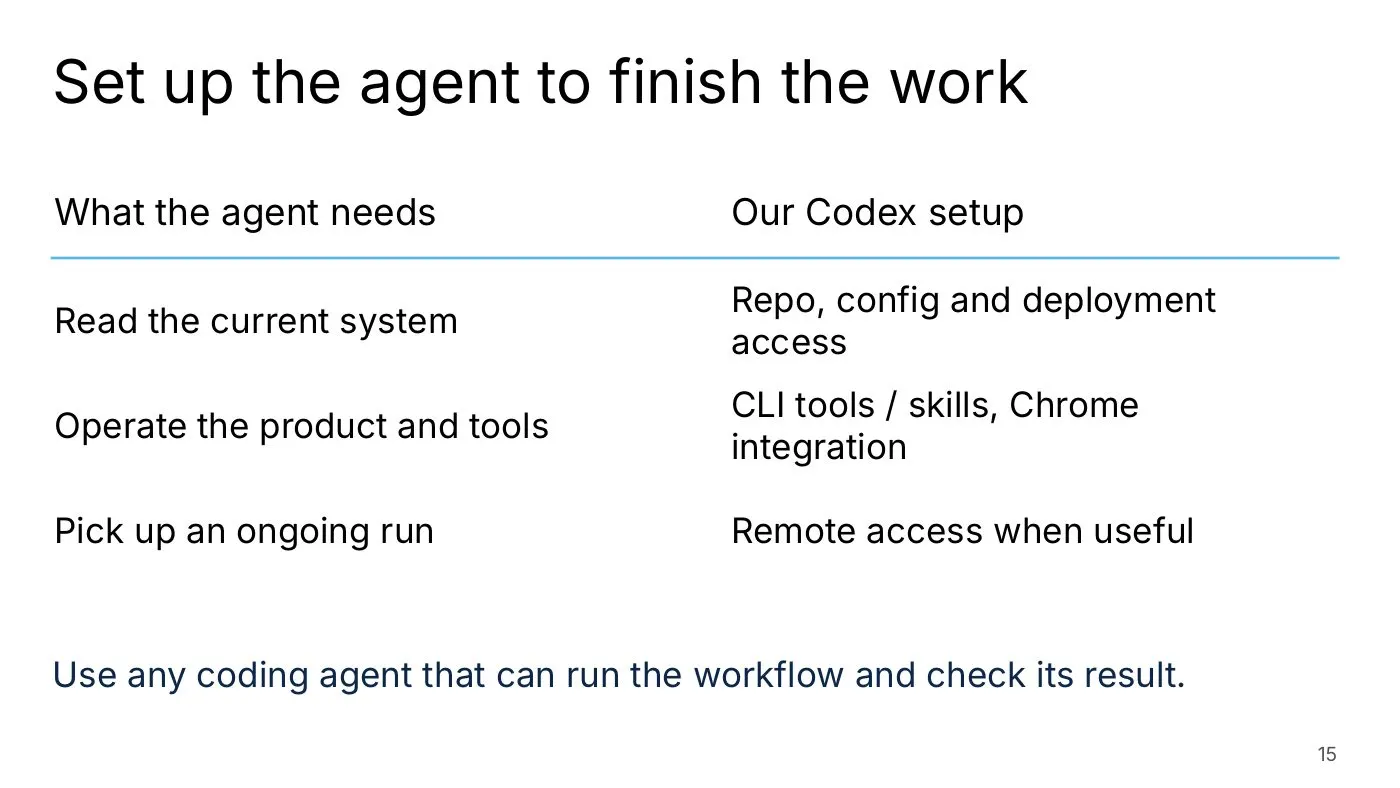 Set up the agent to finish the work
What the agent needs
Our Codex setup
Read the current system
Repo, config and deployment
access
Operate the product and tools
CLI tools / skills, Chrome
integration
Pick up an ongoing run
Remote access when useful
Use any coding agent that can run the workflow and check its result.
15